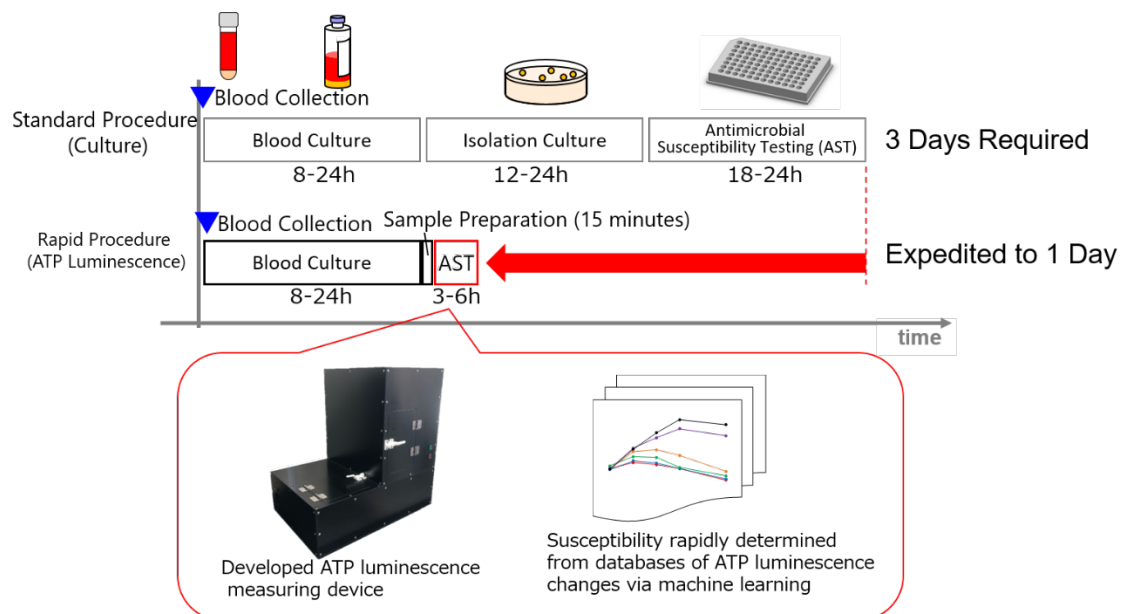 Blood Collection
Standard Procedure
(Culture)
Blood Culture
Isolation Culture
Antimicrobial
Susceptibility Testing (AST)
3 Days Required
8-24h
12-24h
18-24h
Blood Collection
Sample Preparation (15 minutes)
Rapid Procedure
(ATP Luminescence)
Blood Culture
AST
Expedited to 1 Day
8-24h
3-6h
time
Developed ATP luminescence
measuring device
Susceptibility rapidly determined
from databases of ATP luminescence
changes via machine learning